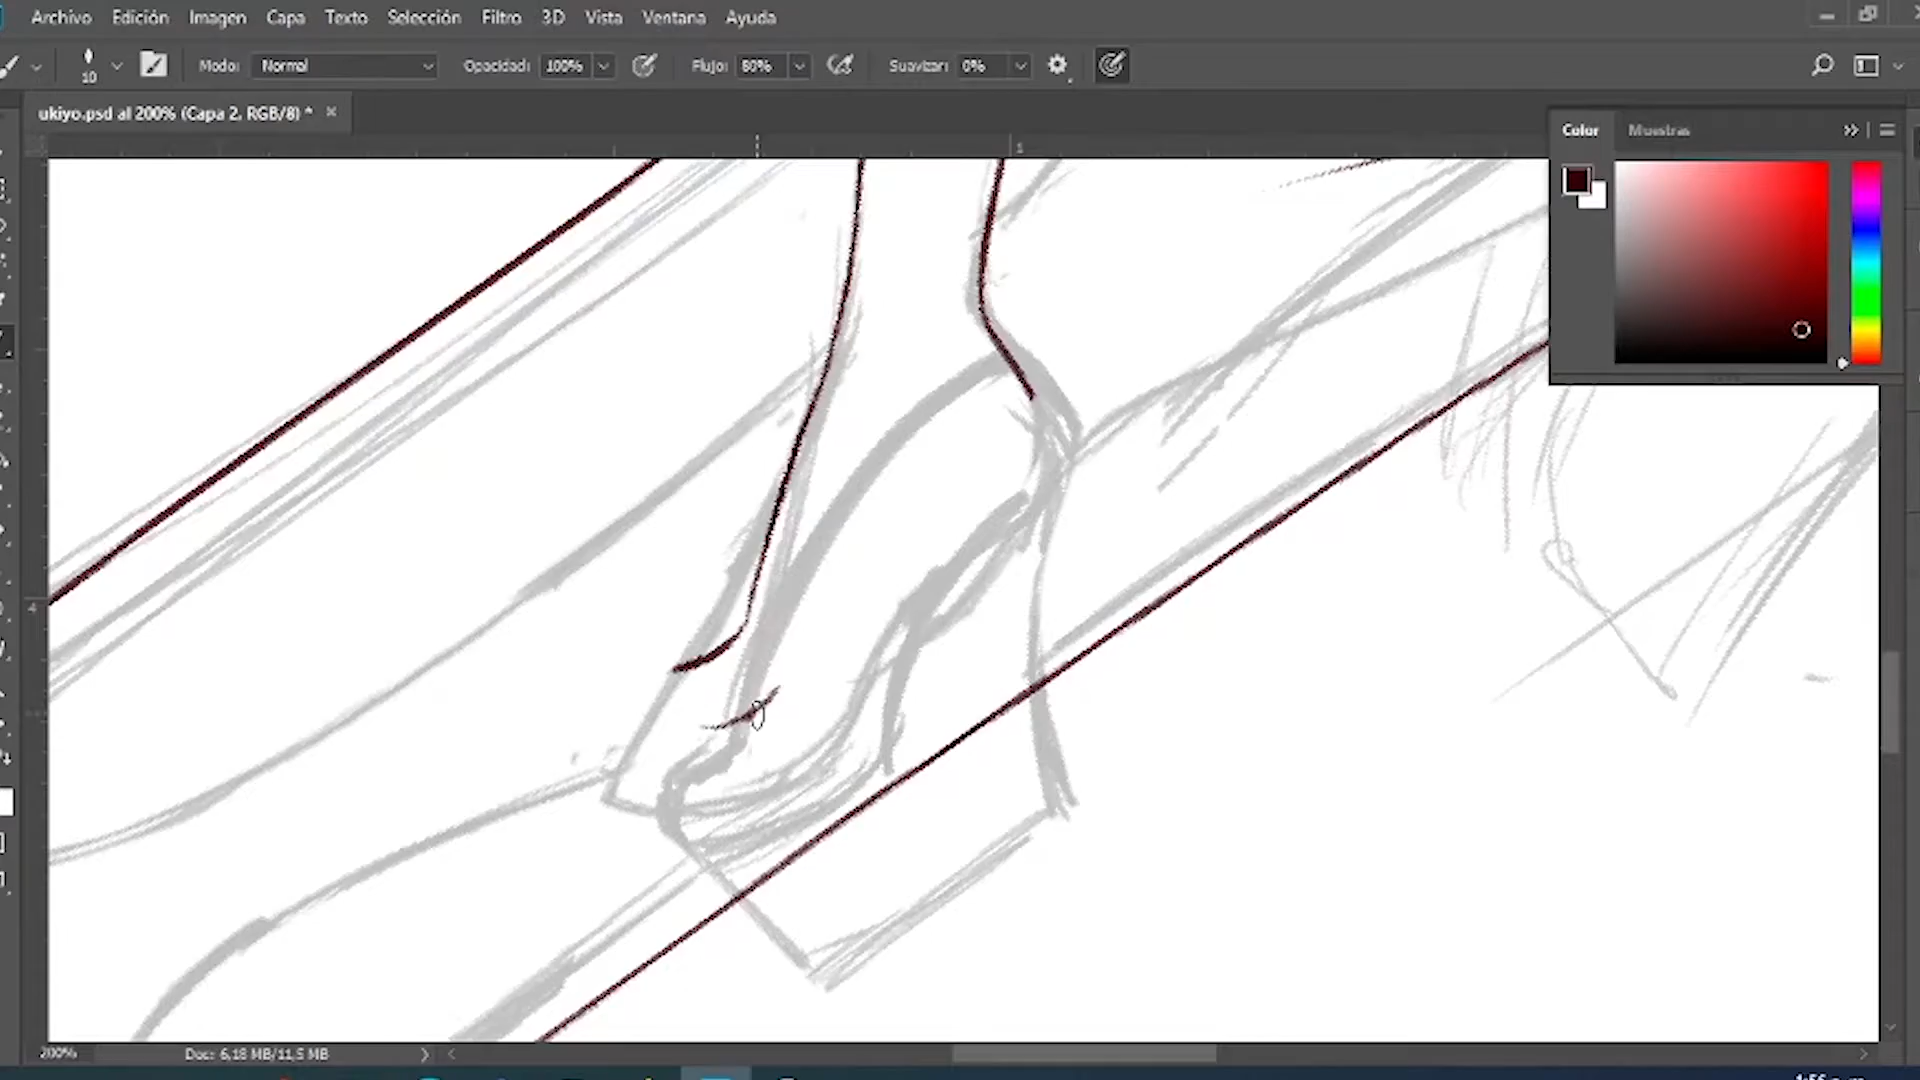 Archivo Edición Imagen Capa Texto Selección Filtro 3D Vista Ventana Ayuda
10 Modo: Normal Opacidad: 100% Flujo: 80% Suavizar: 0%
ukiyo.psd al 200% (Capa 2, RGB/8) *
Color Muestras
1
4
200% Doc: 6,18 MB/11,5 MB